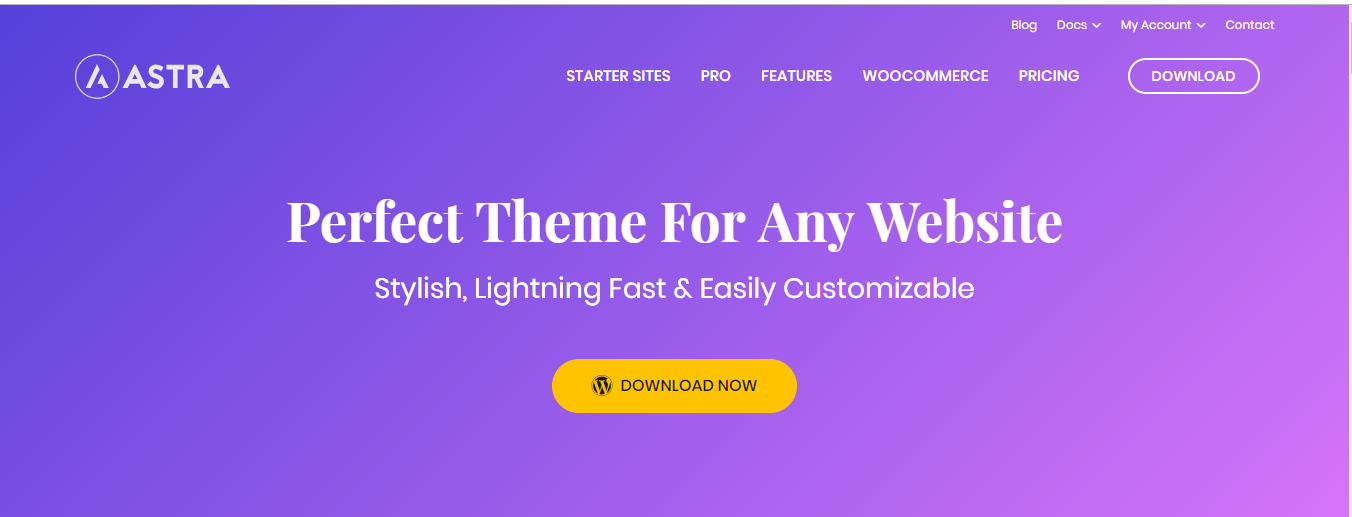 Blog Docs My Account Contact
ASTRA STARTER SITES PRO FEATURES WOOCOMMERCE PRICING DOWNLOAD
Perfect Theme For Any Website
Stylish, Lightning Fast & Easily Customizable
DOWNLOAD NOW